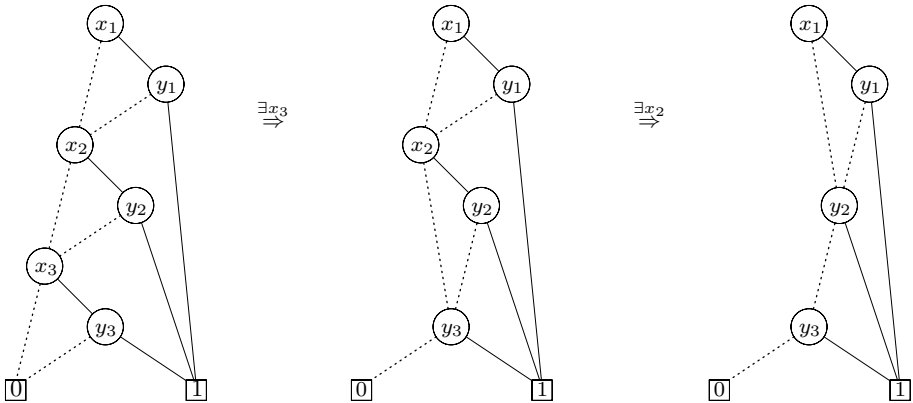 x₁ x₁ x₁
y₁ y₁ y₁
∃x₃ ⇒ ∃x₂ ⇒
x₂ x₂
y₂ y₂ y₂
x₃
y₃ y₃ y₃
0 1 0 1 0 1